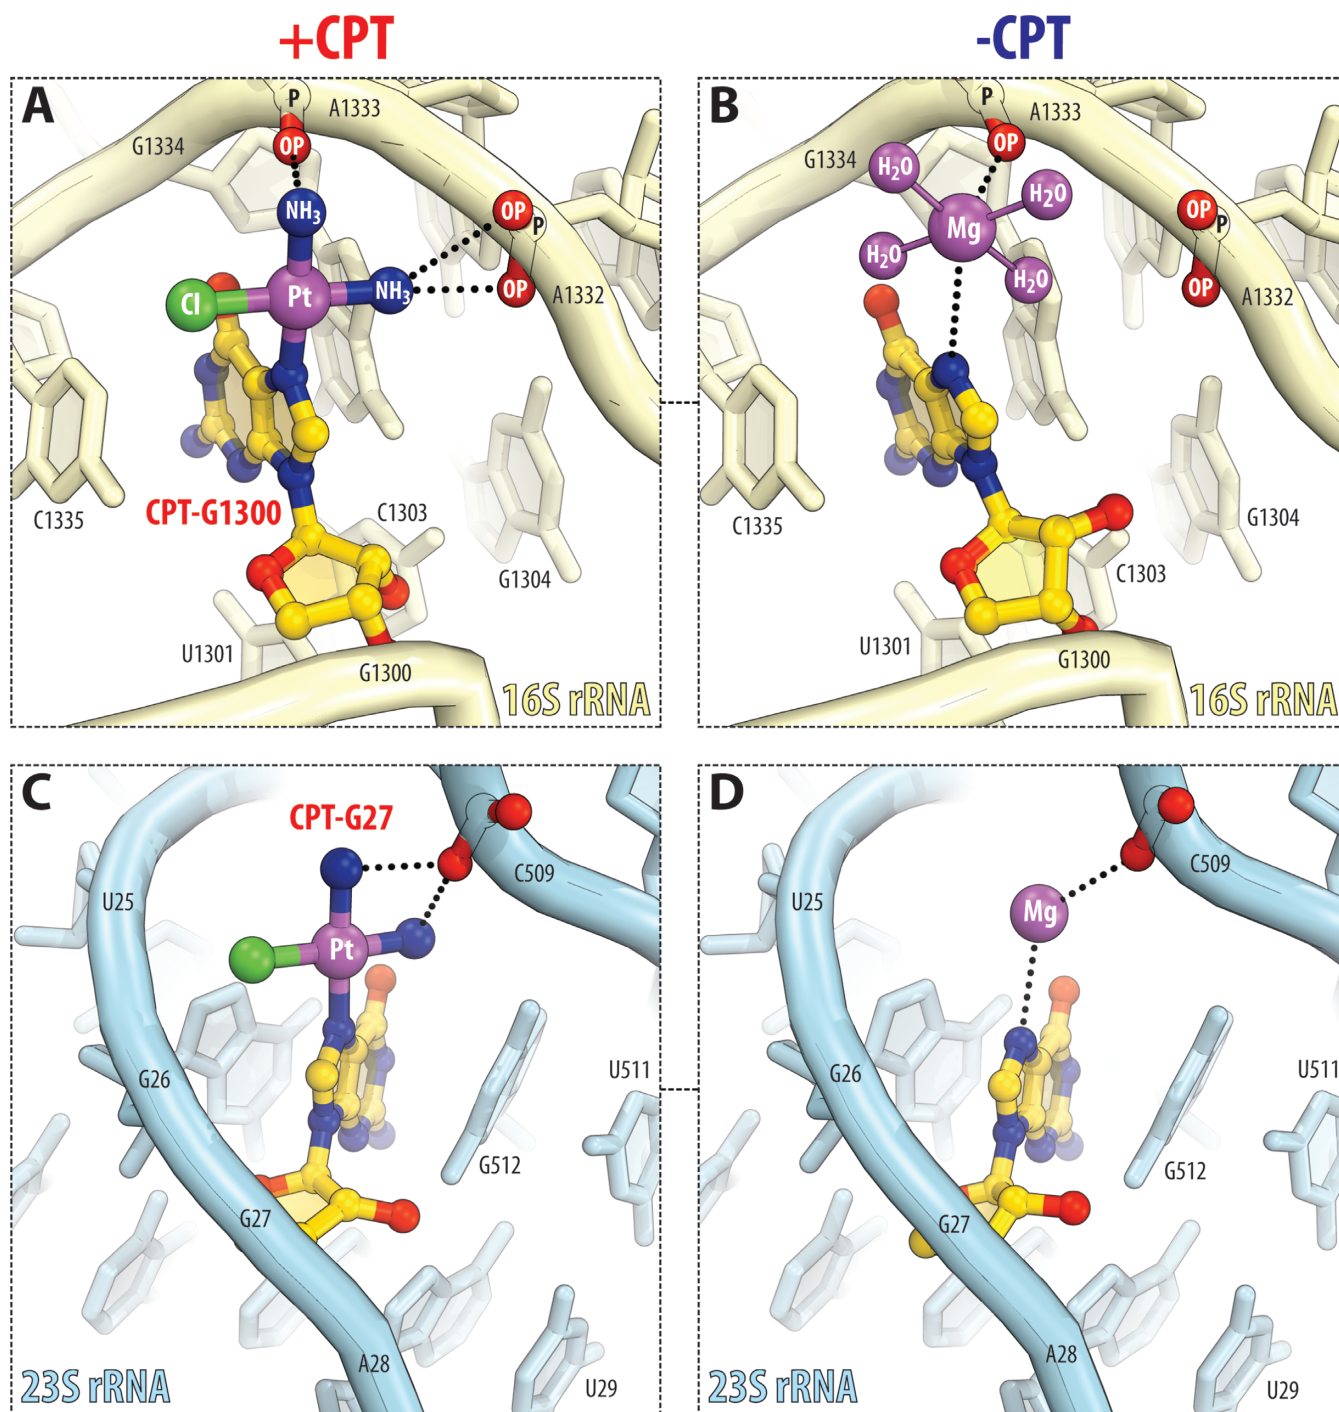 +CPT
-CPT
A
P
A1333
G1334
OP
NH3
OP
P
Cl
Pt
NH3
OP
A1332
C1335
CPT-G1300
C1303
G1304
U1301
G1300
16S rRNA
B
P
A1333
G1334
OP
H2O
H2O
Mg
H2O
H2O
OP
P
OP
A1332
C1335
G1304
C1303
U1301
G1300
16S rRNA
C
CPT-G27
C509
U25
Pt
G26
U511
G512
G27
A28
U29
23S rRNA
D
C509
U25
Mg
G26
U511
G512
G27
A28
U29
23S rRNA